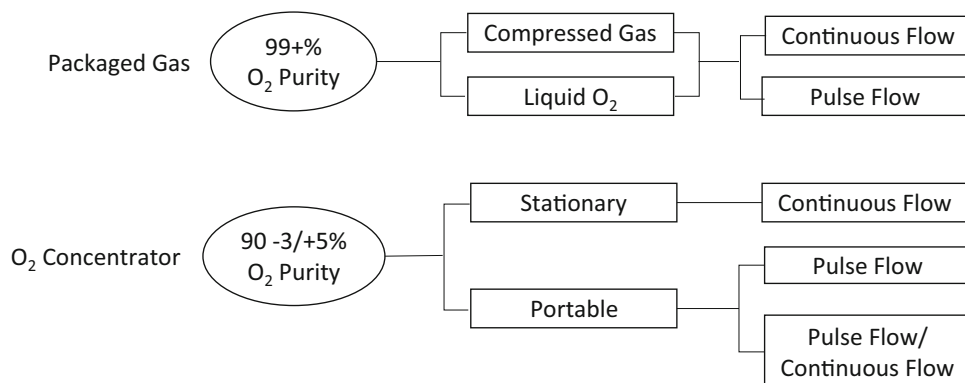 Packaged Gas
99+%
O₂ Purity
Compressed Gas
Liquid O₂
Continuous Flow
Pulse Flow
O₂ Concentrator
90 -3/+5%
O₂ Purity
Stationary
Portable
Continuous Flow
Pulse Flow
Pulse Flow/
Continuous Flow